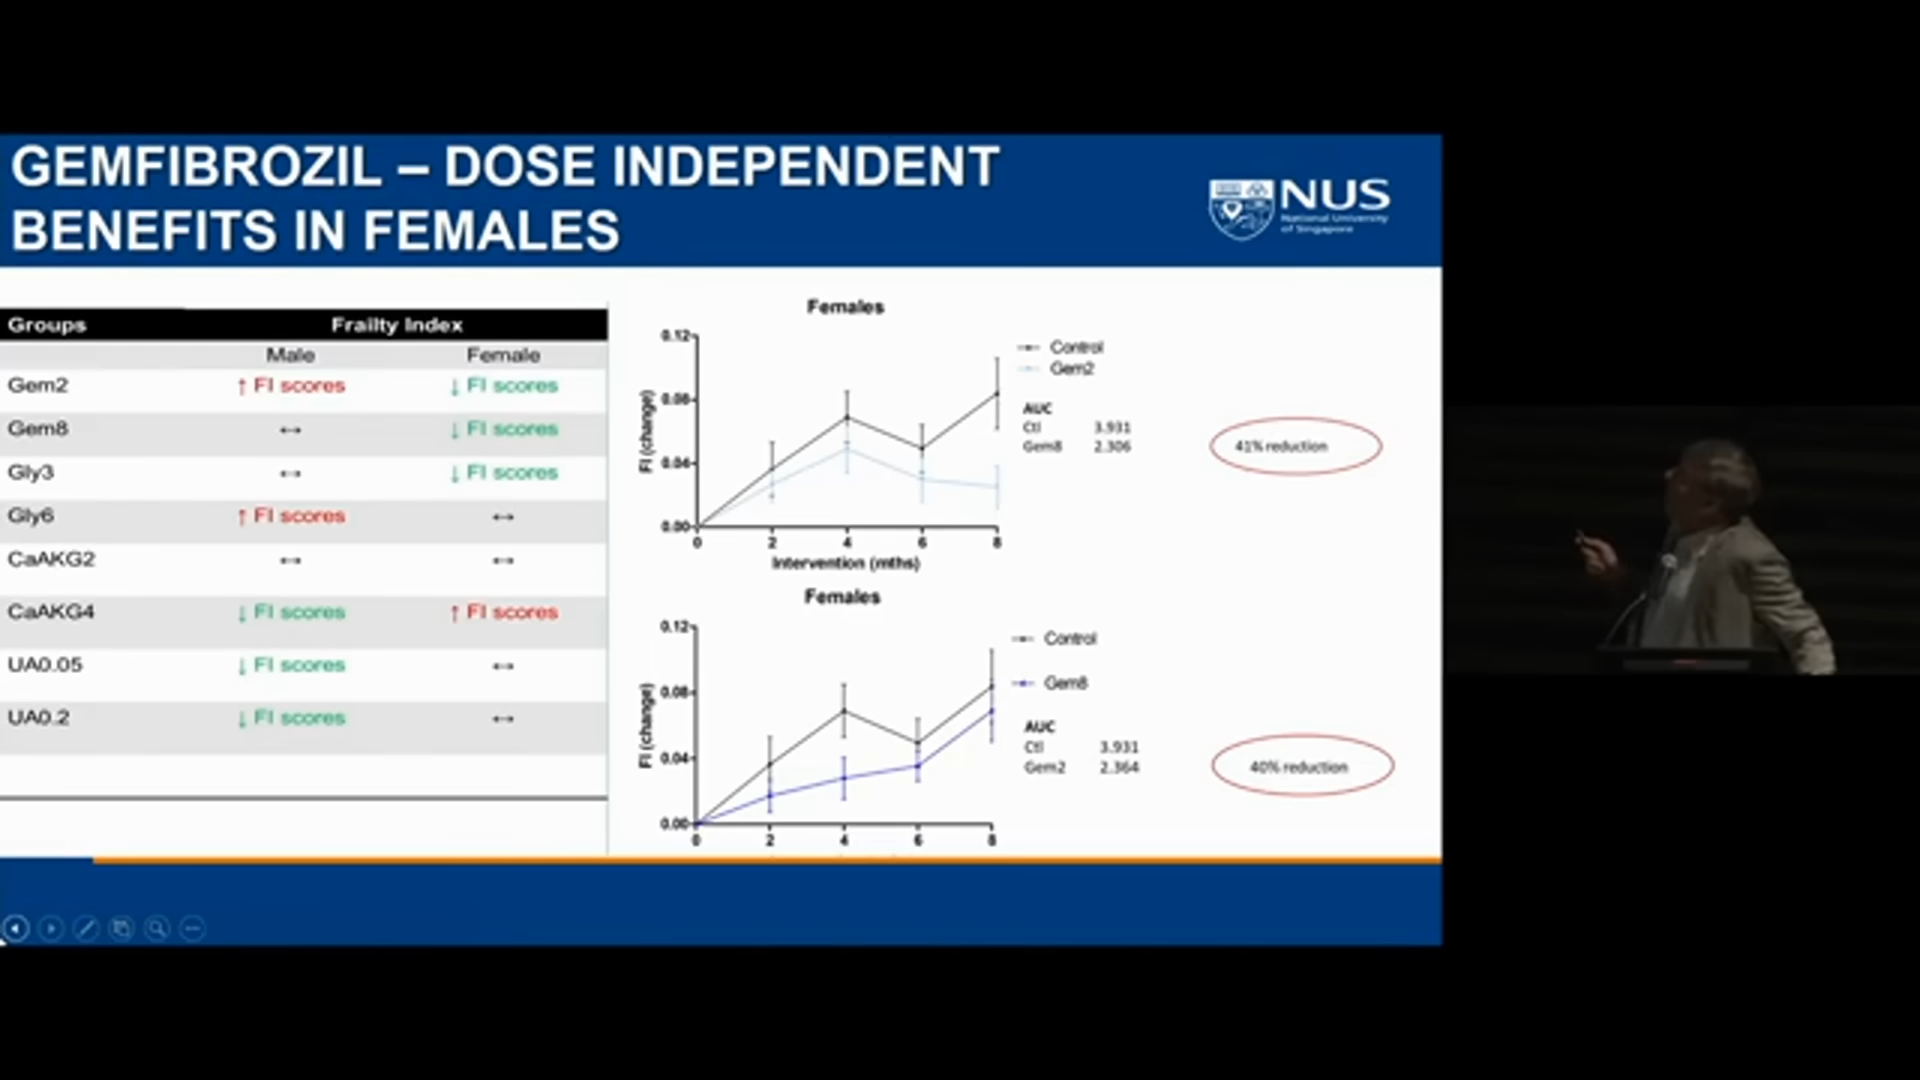 GEMFIBROZIL – DOSE INDEPENDENT
BENEFITS IN FEMALES
NUS
National University
of Singapore
Groups Frailty Index
Male Female
Gem2 ↑ FI scores ↓ FI scores
Gem8 ↔ ↓ FI scores
Gly3 ↔ ↓ FI scores
Gly6 ↑ FI scores ↔
CaAKG2 ↔ ↔
CaAKG4 ↓ FI scores ↑ FI scores
UA0.05 ↓ FI scores ↔
UA0.2 ↓ FI scores ↔
Females
0.12
0.08
0.04
0.00
FI (change)
0 2 4 6 8
Intervention (mths)
Control
Gem2
AUC
Ctl 3.931
Gem8 2.306
41% reduction
Females
0.12
0.08
0.04
0.00
FI (change)
0 2 4 6 8
Control
Gem8
AUC
Ctl 3.931
Gem2 2.364
40% reduction